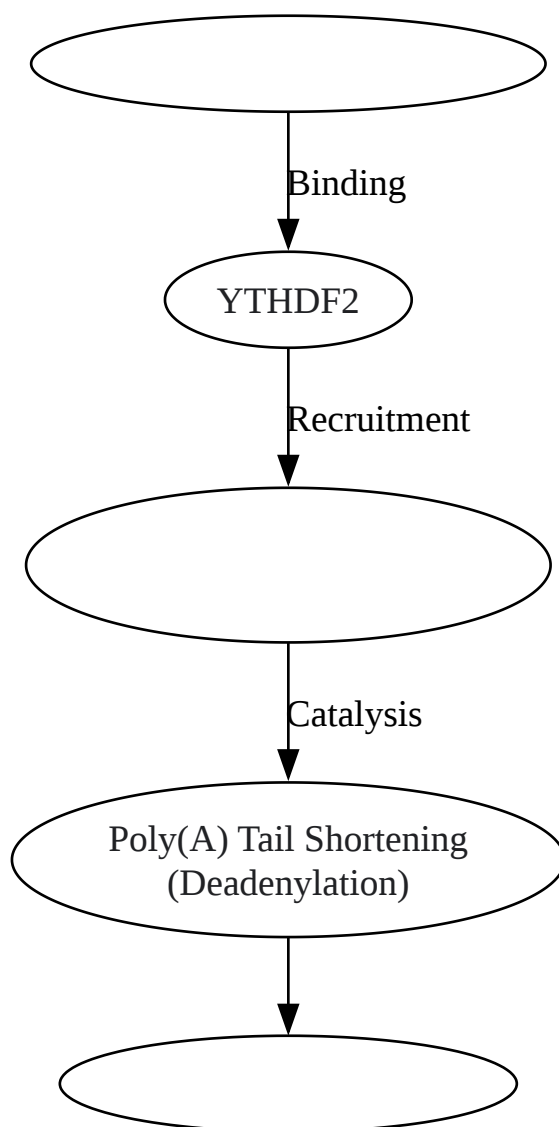 Binding
YTHDF2
Recruitment
Catalysis
Poly(A) Tail Shortening
(Deadenylation)